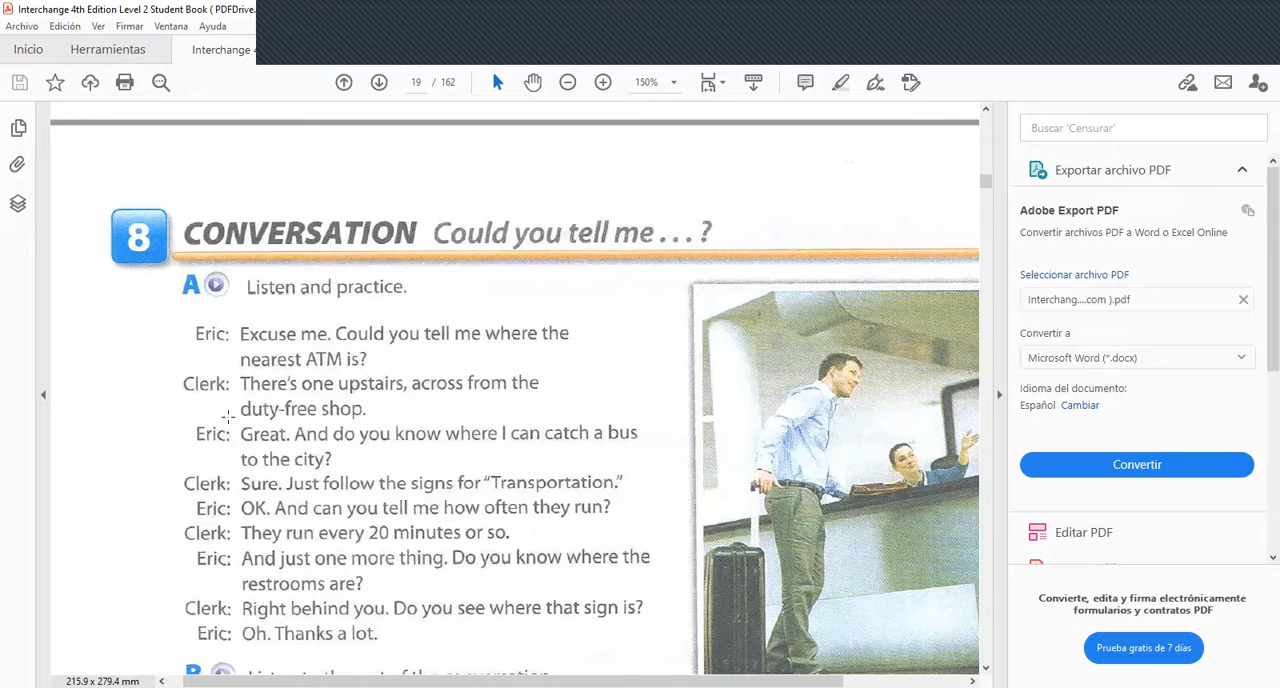 Interchange 4th Edition Level 2 Student Book ( PDFDrive.
Archivo Edición Ver Firmar Ventana Ayuda
Inicio Herramientas Interchange 4
19 / 162 150%
Buscar 'Censurar'
Exportar archivo PDF
Adobe Export PDF
Convertir archivos PDF a Word o Excel Online
Seleccionar archivo PDF
Interchang....com ).pdf
Convertir a
Microsoft Word (*.docx)
Idioma del documento:
Español Cambiar
Convertir
Editar PDF
Convierte, edita y firma electrónicamente
formularios y contratos PDF
Prueba gratis de 7 días
8 CONVERSATION Could you tell me . . . ?
A Listen and practice.
Eric: Excuse me. Could you tell me where the
nearest ATM is?
Clerk: There's one upstairs, across from the
duty-free shop.
Eric: Great. And do you know where I can catch a bus
to the city?
Clerk: Sure. Just follow the signs for “Transportation.”
Eric: OK. And can you tell me how often they run?
Clerk: They run every 20 minutes or so.
Eric: And just one more thing. Do you know where the
restrooms are?
Clerk: Right behind you. Do you see where that sign is?
Eric: Oh. Thanks a lot.
B
215.9 x 279.4 mm